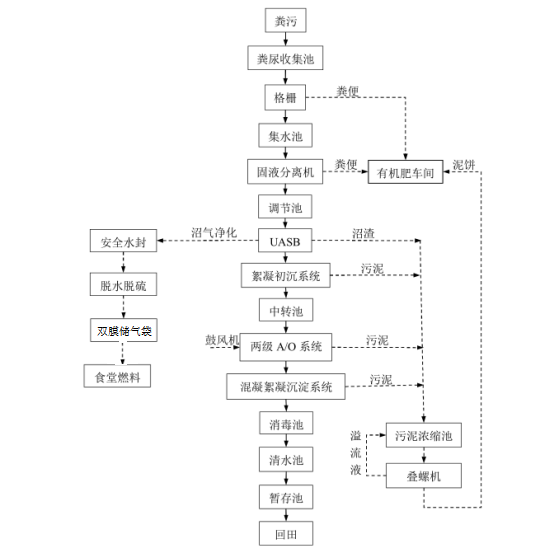 粪污
粪尿收集池
格栅
粪便
集水池
固液分离机
粪便
有机肥车间
泥饼
调节池
安全水封
沼气净化
UASB
沼渣
脱水脱硫
絮凝初沉系统
污泥
中转池
双膜储气袋
鼓风机
两级 A/O 系统
污泥
食堂燃料
混凝絮凝沉淀系统
污泥
消毒池
溢流液
污泥浓缩池
清水池
叠螺机
暂存池
回田